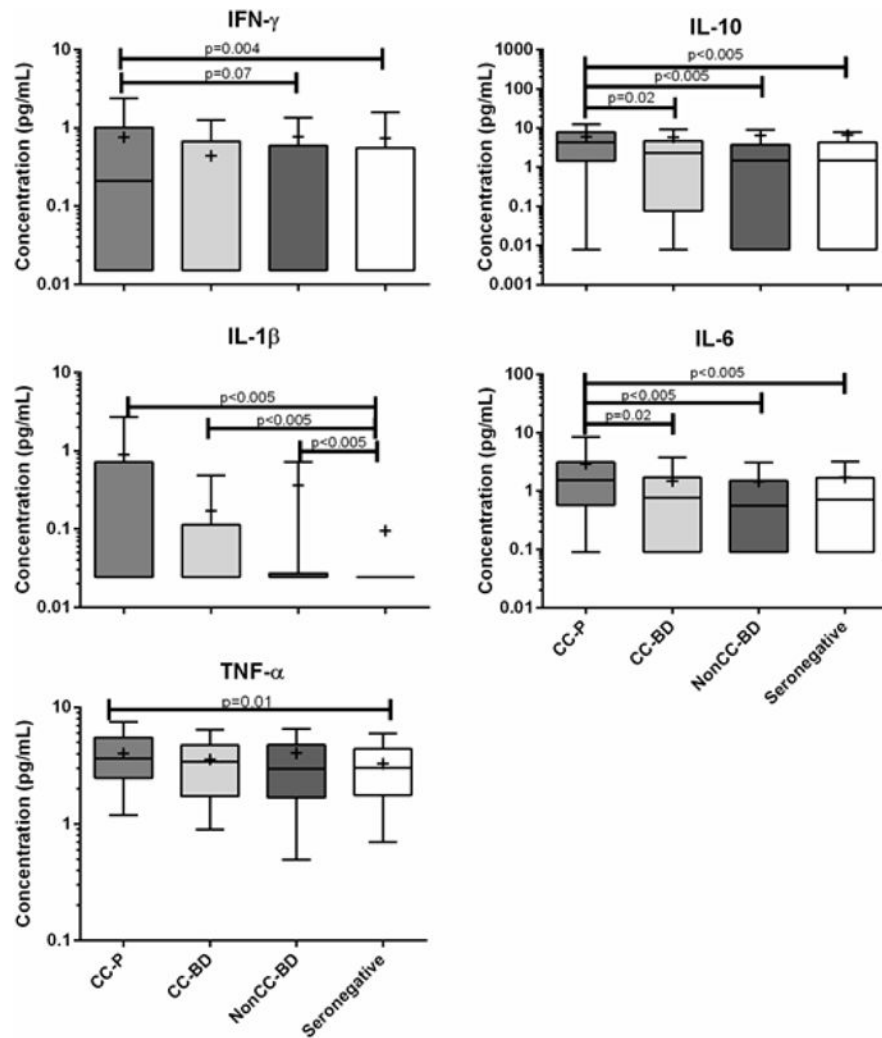 IFN-γ
Concentration (pg/mL)
10
1
0.1
0.01
p=0.004
p=0.07
IL-10
Concentration (pg/mL)
1000
100
10
1
0.1
0.01
0.001
p<0.005
p<0.005
p=0.02
IL-1β
Concentration (pg/mL)
10
1
0.1
0.01
p<0.005
p<0.005
p<0.005
IL-6
Concentration (pg/mL)
100
10
1
0.1
0.01
p<0.005
p<0.005
p=0.02
CC-P
CC-BD
NonCC-BD
Seronegative
TNF-α
Concentration (pg/mL)
10
1
0.1
p=0.01
CC-P
CC-BD
NonCC-BD
Seronegative